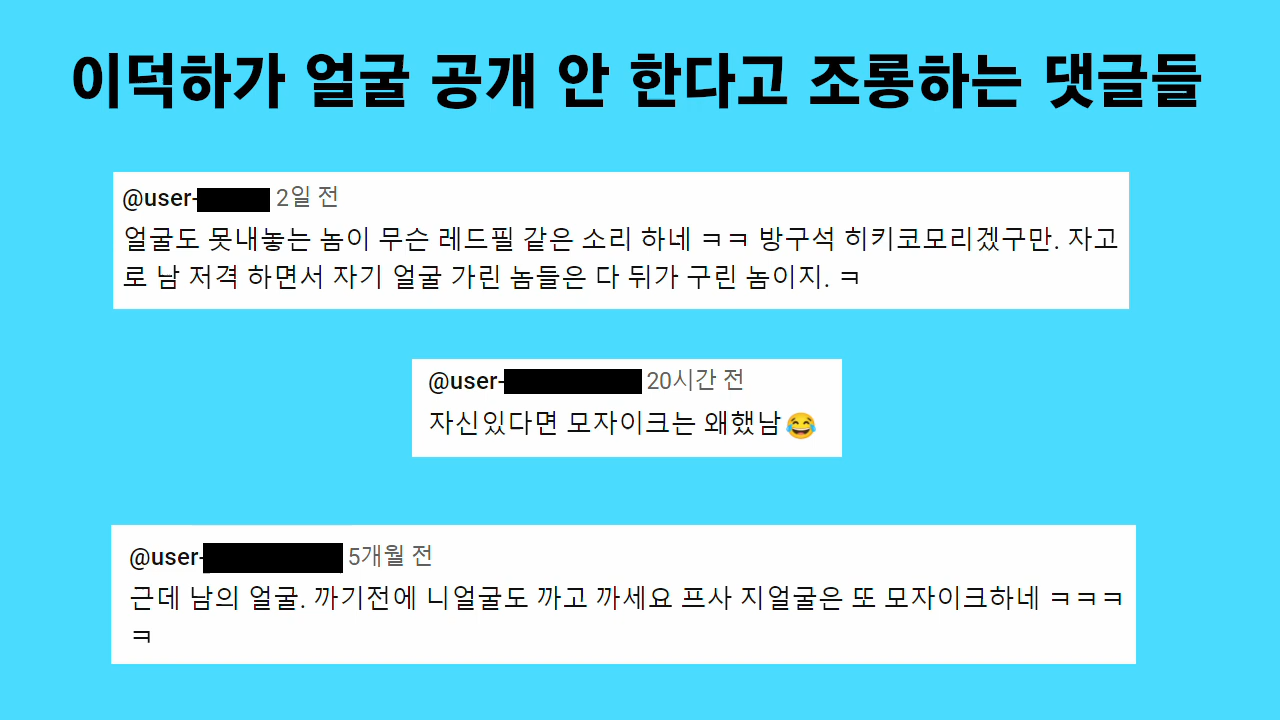 이덕하가 얼굴 공개 안 한다고 조롱하는 댓글들
@user- 2일 전
얼굴도 못내놓는 놈이 무슨 레드필 같은 소리 하네 ㅋㅋ 방구석 히키코모리겠구만. 자고
로 남 저격 하면서 자기 얼굴 가린 놈들은 다 뒤가 구린 놈이지. ㅋ
@user- 20시간 전
자신있다면 모자이크는 왜했남😂
@user- 5개월 전
근데 남의 얼굴. 까기전에 니얼굴도 까고 까세요 프사 지얼굴은 또 모자이크하네 ㅋㅋㅋ
ㅋ